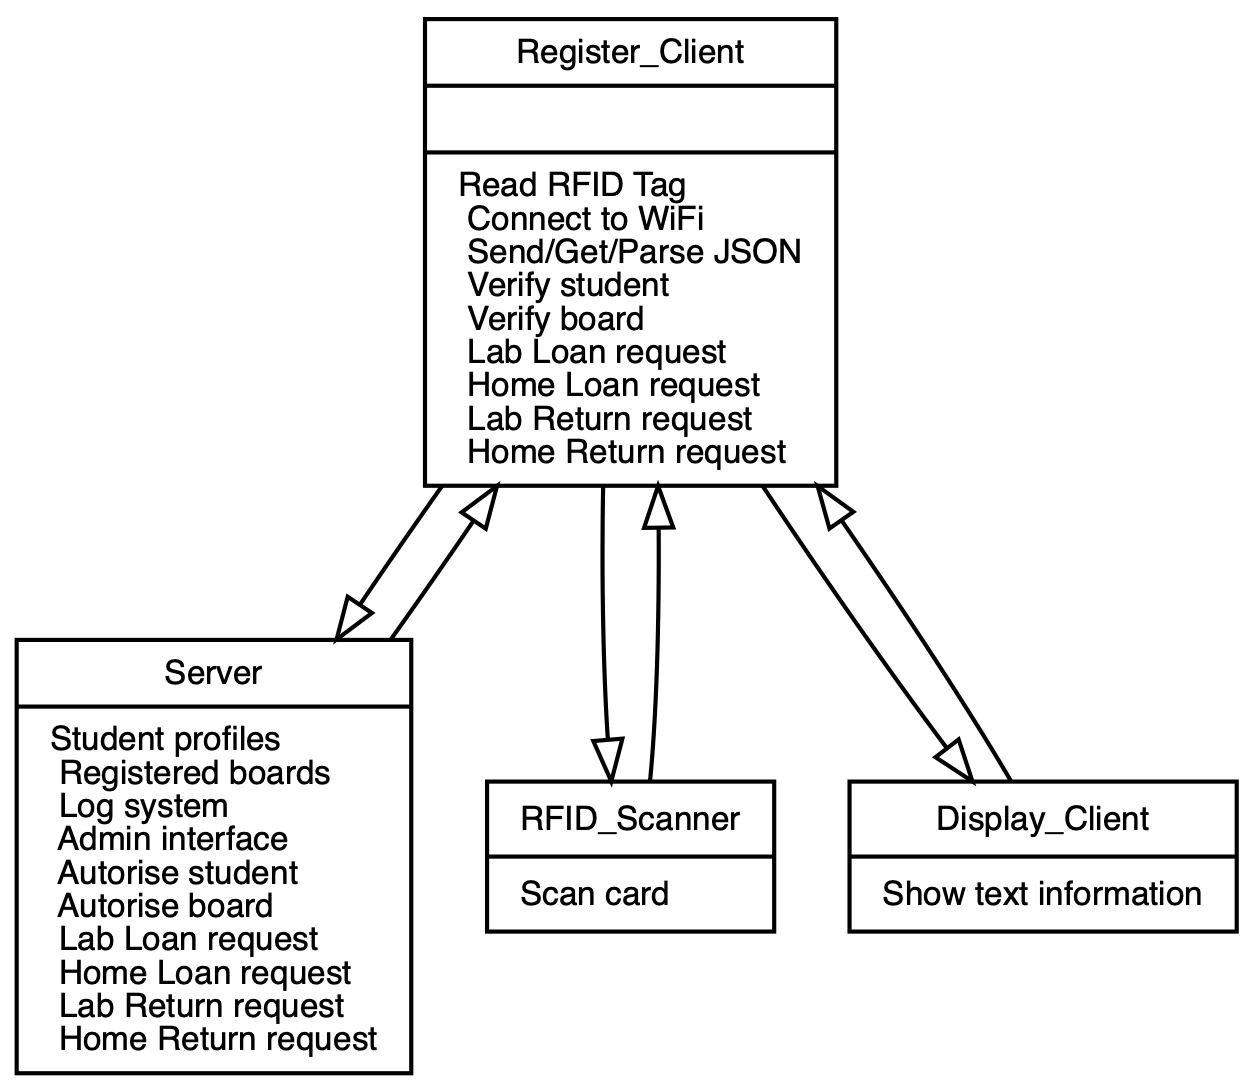 Register_Client
Read RFID Tag
Connect to WiFi
Send/Get/Parse JSON
Verify student
Verify board
Lab Loan request
Home Loan request
Lab Return request
Home Return request
Server
Student profiles
Registered boards
Log system
Admin interface
Autorise student
Autorise board
Lab Loan request
Home Loan request
Lab Return request
Home Return request
RFID_Scanner
Scan card
Display_Client
Show text information